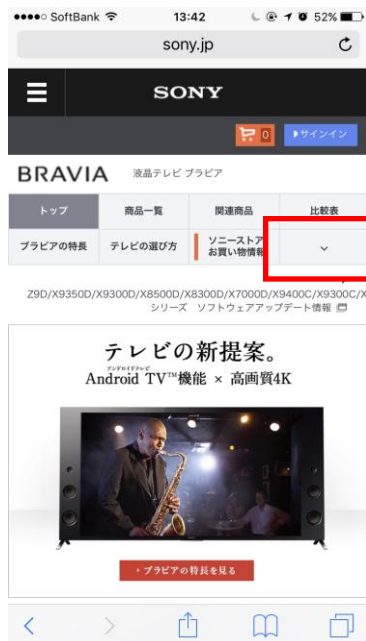 SoftBank 13:42 52%
sony.jp
SONY
0 サインイン
BRAVIA 液晶テレビ ブラビア
トップ 商品一覧 関連商品 比較表
ブラビアの特長 テレビの選び方 ソニーストア
お買い物情報
Z9D/X9350D/X9300D/X8500D/X8300D/X7000D/X9400C/X9300C/X
シリーズ ソフトウェアアップデート情報
テレビの新提案。
アンドロイドテレビ
Android TV™機能 × 高画質4K
ブラビアの特長を見る